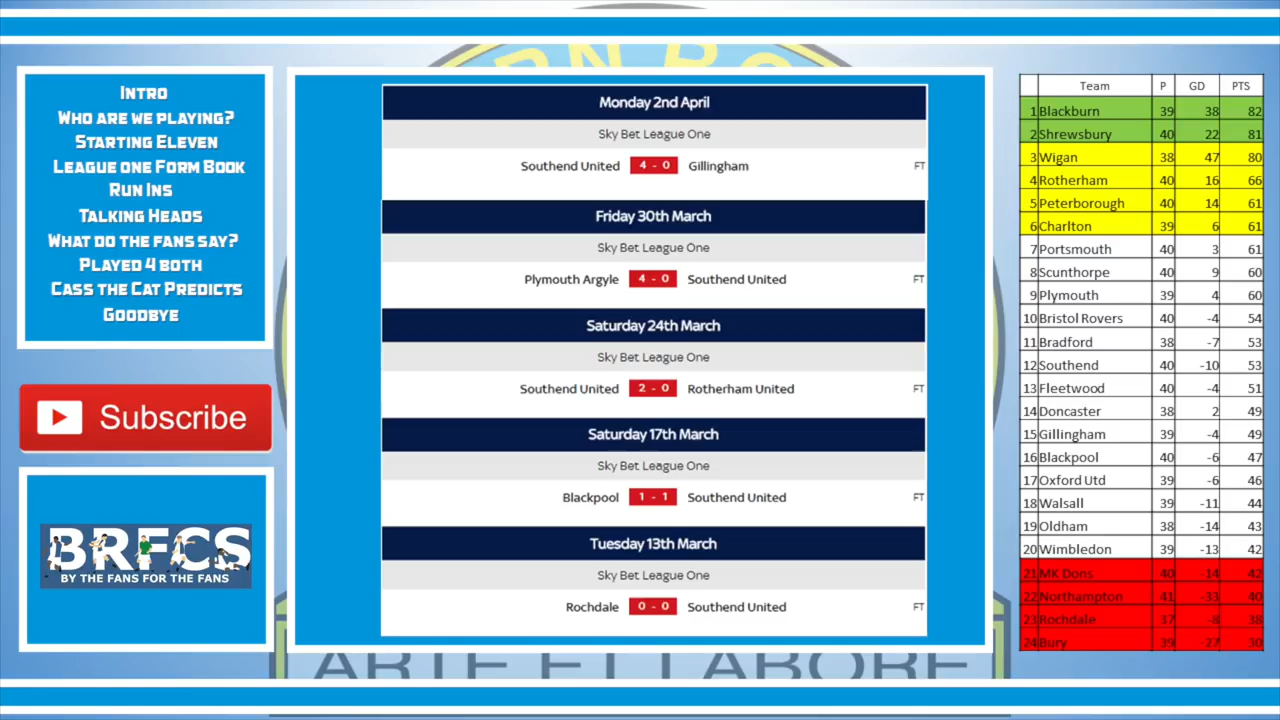 RN RO
INTRO
WHO ARE WE PLAYING?
STARTING ELEVEN
LEAGUE ONE FORM BOOK
RUN INS
TALKING HEADS
WHAT DO THE FANS SAY?
PLAYED 4 BOTH
CASS THE CAT PREDICTS
GOODBYE
Subscribe
BRFCS
BY THE FANS FOR THE FANS
Monday 2nd April
Sky Bet League One
Southend United 4 - 0 Gillingham FT
Friday 30th March
Sky Bet League One
Plymouth Argyle 4 - 0 Southend United FT
Saturday 24th March
Sky Bet League One
Southend United 2 - 0 Rotherham United FT
Saturday 17th March
Sky Bet League One
Blackpool 1 - 1 Southend United FT
Tuesday 13th March
Sky Bet League One
Rochdale 0 - 0 Southend United FT
ARTE ET LABORE
Team P GD PTS
1 Blackburn 39 38 82
2 Shrewsbury 40 22 81
3 Wigan 38 47 80
4 Rotherham 40 16 66
5 Peterborough 40 14 61
6 Charlton 39 6 61
7 Portsmouth 40 3 61
8 Scunthorpe 40 9 60
9 Plymouth 39 4 60
10 Bristol Rovers 40 -4 54
11 Bradford 38 -7 53
12 Southend 40 -10 53
13 Fleetwood 40 -4 51
14 Doncaster 38 2 49
15 Gillingham 39 -4 49
16 Blackpool 40 -6 47
17 Oxford Utd 39 -6 46
18 Walsall 39 -11 44
19 Oldham 38 -14 43
20 Wimbledon 39 -13 42
21 MK Dons 40 -14 42
22 Northampton 41 -33 40
23 Rochdale 37 -8 38
24 Bury 39 -27 30